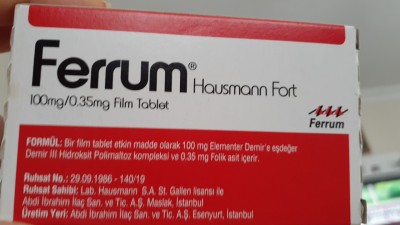 Ferrum® Hausmann Fort
100mg/0.35mg Film Tablet
Ferrum
FORMÜL: Bir film tablet etkin madde olarak 100 mg Elementer Demir'e eşdeğer
Demir III Hidroksit Polimaltoz kompleksi ve 0.35 mg Folik asit içerir.
Ruhsat No.: 29.09.1986 - 140/19
Ruhsat Sahibi: Lab. Hausmann S.A. St. Gallen lisansı ile
Abdi İbrahim İlaç San. ve Tic. A.Ş. Maslak, İstanbul
Üretim Yeri: Abdi İbrahim İlaç San. ve Tic. A.Ş. Esenyurt, İstanbul